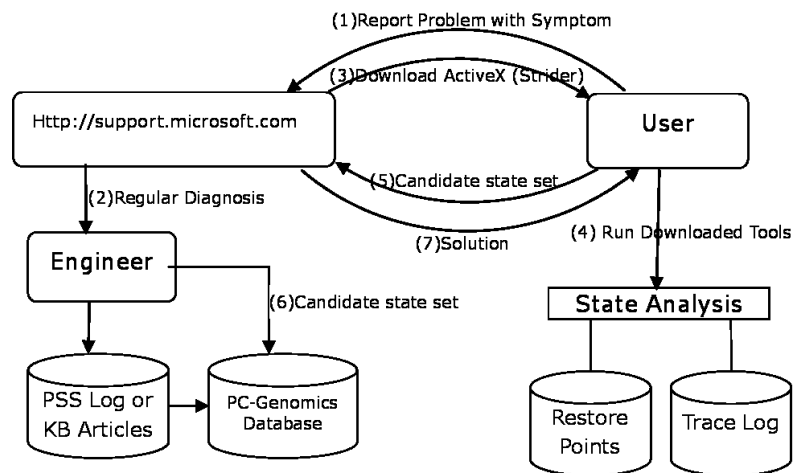 (1)Report Problem with Symptom
(3)Download ActiveX (Strider)
Http://support.microsoft.com
User
(5)Candidate state set
(2)Regular Diagnosis
(7)Solution
(4) Run Downloaded Tools
Engineer
(6)Candidate state set
State Analysis
PSS Log or
KB Articles
PC-Genomics
Database
Restore
Points
Trace Log